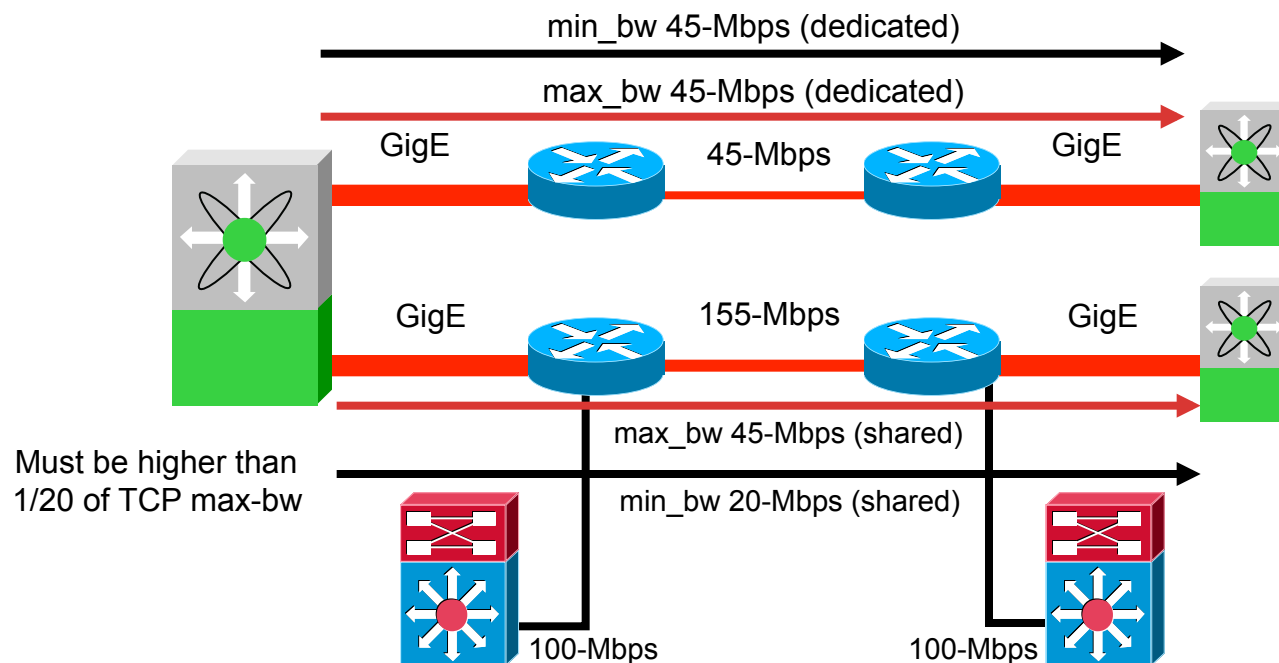 min_bw 45-Mbps (dedicated)
max_bw 45-Mbps (dedicated)
GigE
45-Mbps
GigE
GigE
155-Mbps
GigE
max_bw 45-Mbps (shared)
Must be higher than
1/20 of TCP max-bw
min_bw 20-Mbps (shared)
100-Mbps
100-Mbps